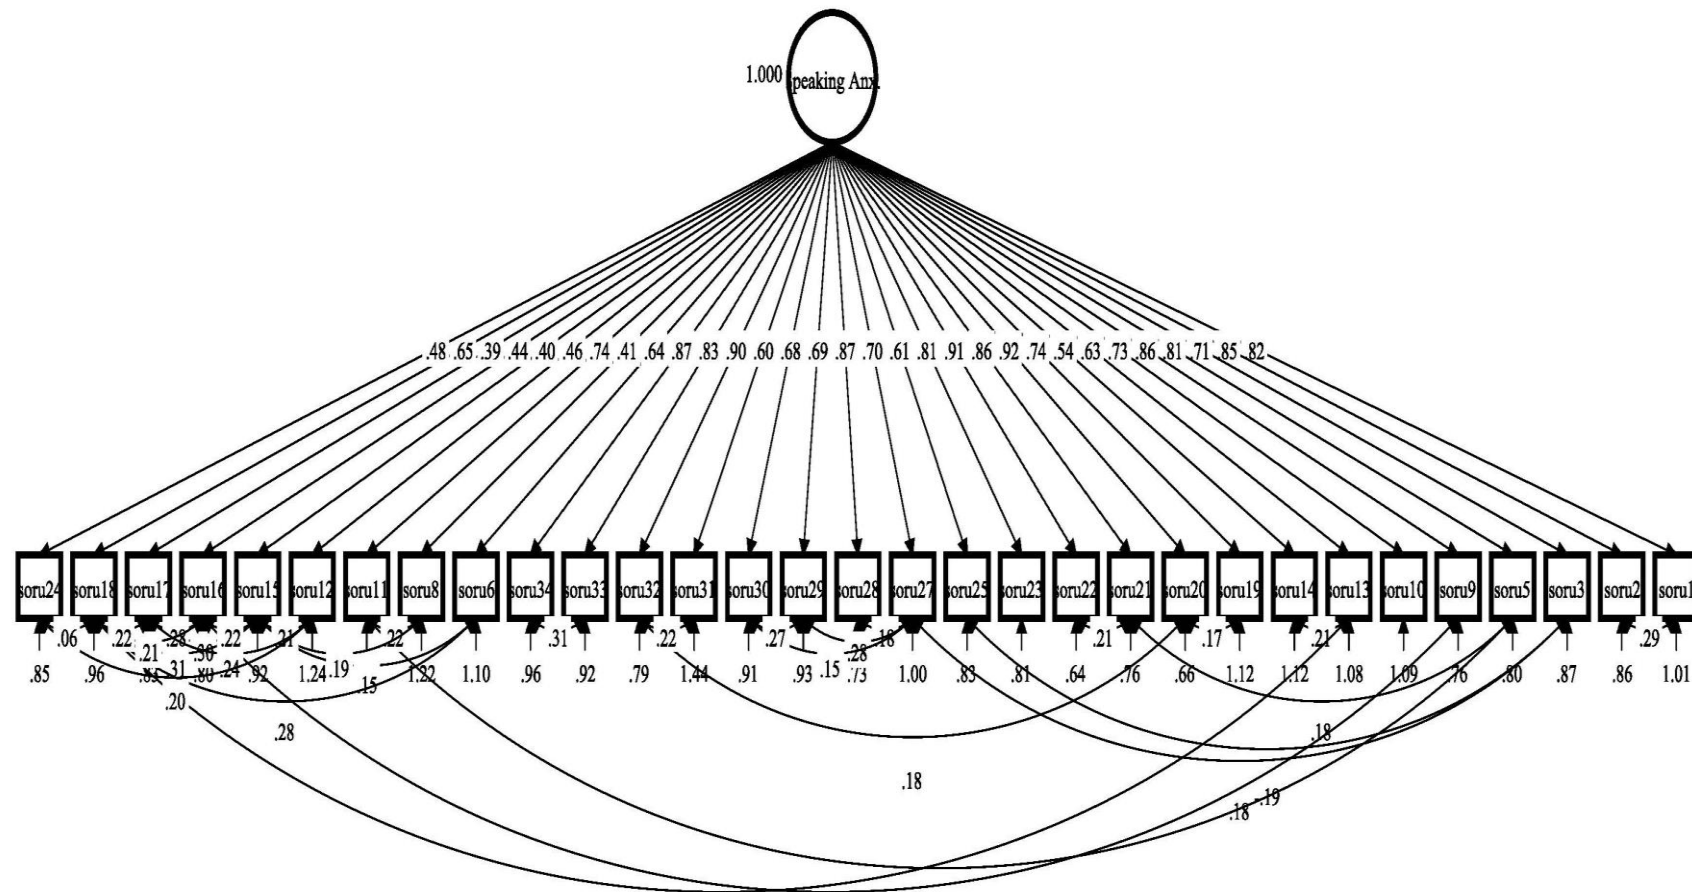 1.000 peaking Anx.
.48 .65 .39 .44 .40 .46 .74 .41 .64 .87 .83 .90 .60 .68 .69 .87 .70 .61 .81 .91 .86 .92 .74 .54 .63 .73 .86 .81 .71 .85 .82
soru24 soru18 soru17 soru16 soru15 soru12 soru11 soru8 soru6 soru34 soru33 soru32 soru31 soru30 soru29 soru28 soru27 soru25 soru23 soru22 soru21 soru20 soru19 soru14 soru13 soru10 soru9 soru5 soru3 soru2 soru1
.06 .22 .28 .22 .21 .22 .31 .22 .27 .18 .21 .17 .21 .29
.21 .30 .28
.31 .24 .19 .15
.85 .96 .80 .92 1.24 1.22 1.10 .96 .92 .79 1.44 .91 .93 .73 1.00 .83 .81 .64 .76 .66 1.12 1.12 1.08 1.09 .76 .80 .87 .86 1.01
.15
.20
.28 .18
.18
-.19
.18